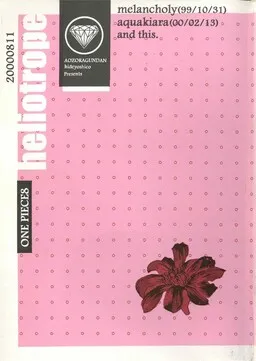 melancholy(99/10/31)
aquakiara(00/02/13)
and this.
20000811
AOZORAGUNDAN
Presents
heliotrope
ONE PIECES